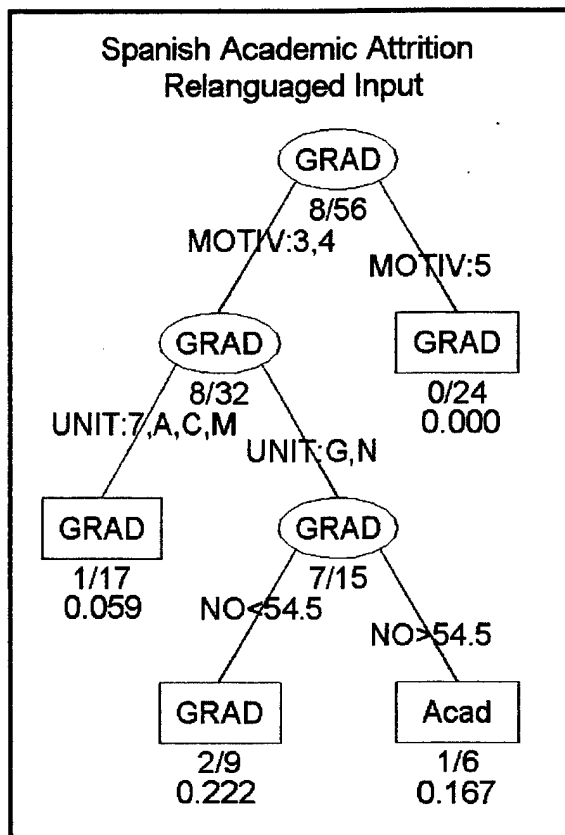 Spanish Academic Attrition
Relanguaged Input
GRAD
8/56
MOTIV:3,4
MOTIV:5
GRAD
8/32
GRAD
0/24
0.000
UNIT:7,A,C,M
UNIT:G,N
GRAD
1/17
0.059
GRAD
7/15
NO<54.5
NO>54.5
GRAD
2/9
0.222
Acad
1/6
0.167